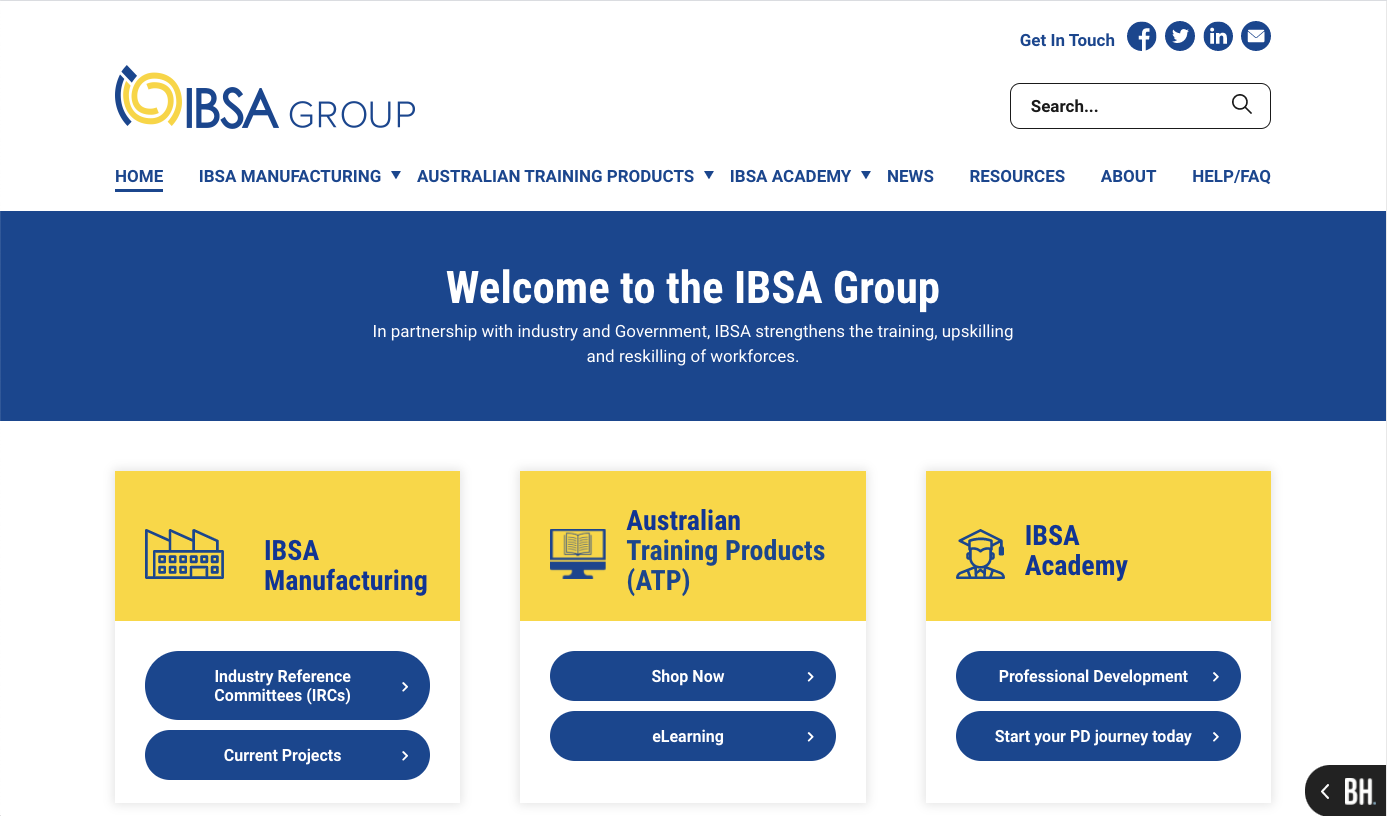 Get In Touch
IBSA GROUP
Search...
HOME IBSA MANUFACTURING AUSTRALIAN TRAINING PRODUCTS IBSA ACADEMY NEWS RESOURCES ABOUT HELP/FAQ
Welcome to the IBSA Group
In partnership with industry and Government, IBSA strengthens the training, upskilling
and reskilling of workforces.
IBSA
Manufacturing
Industry Reference
Committees (IRCs)
Current Projects
Australian
Training Products
(ATP)
Shop Now
eLearning
IBSA
Academy
Professional Development
Start your PD journey today
BH.